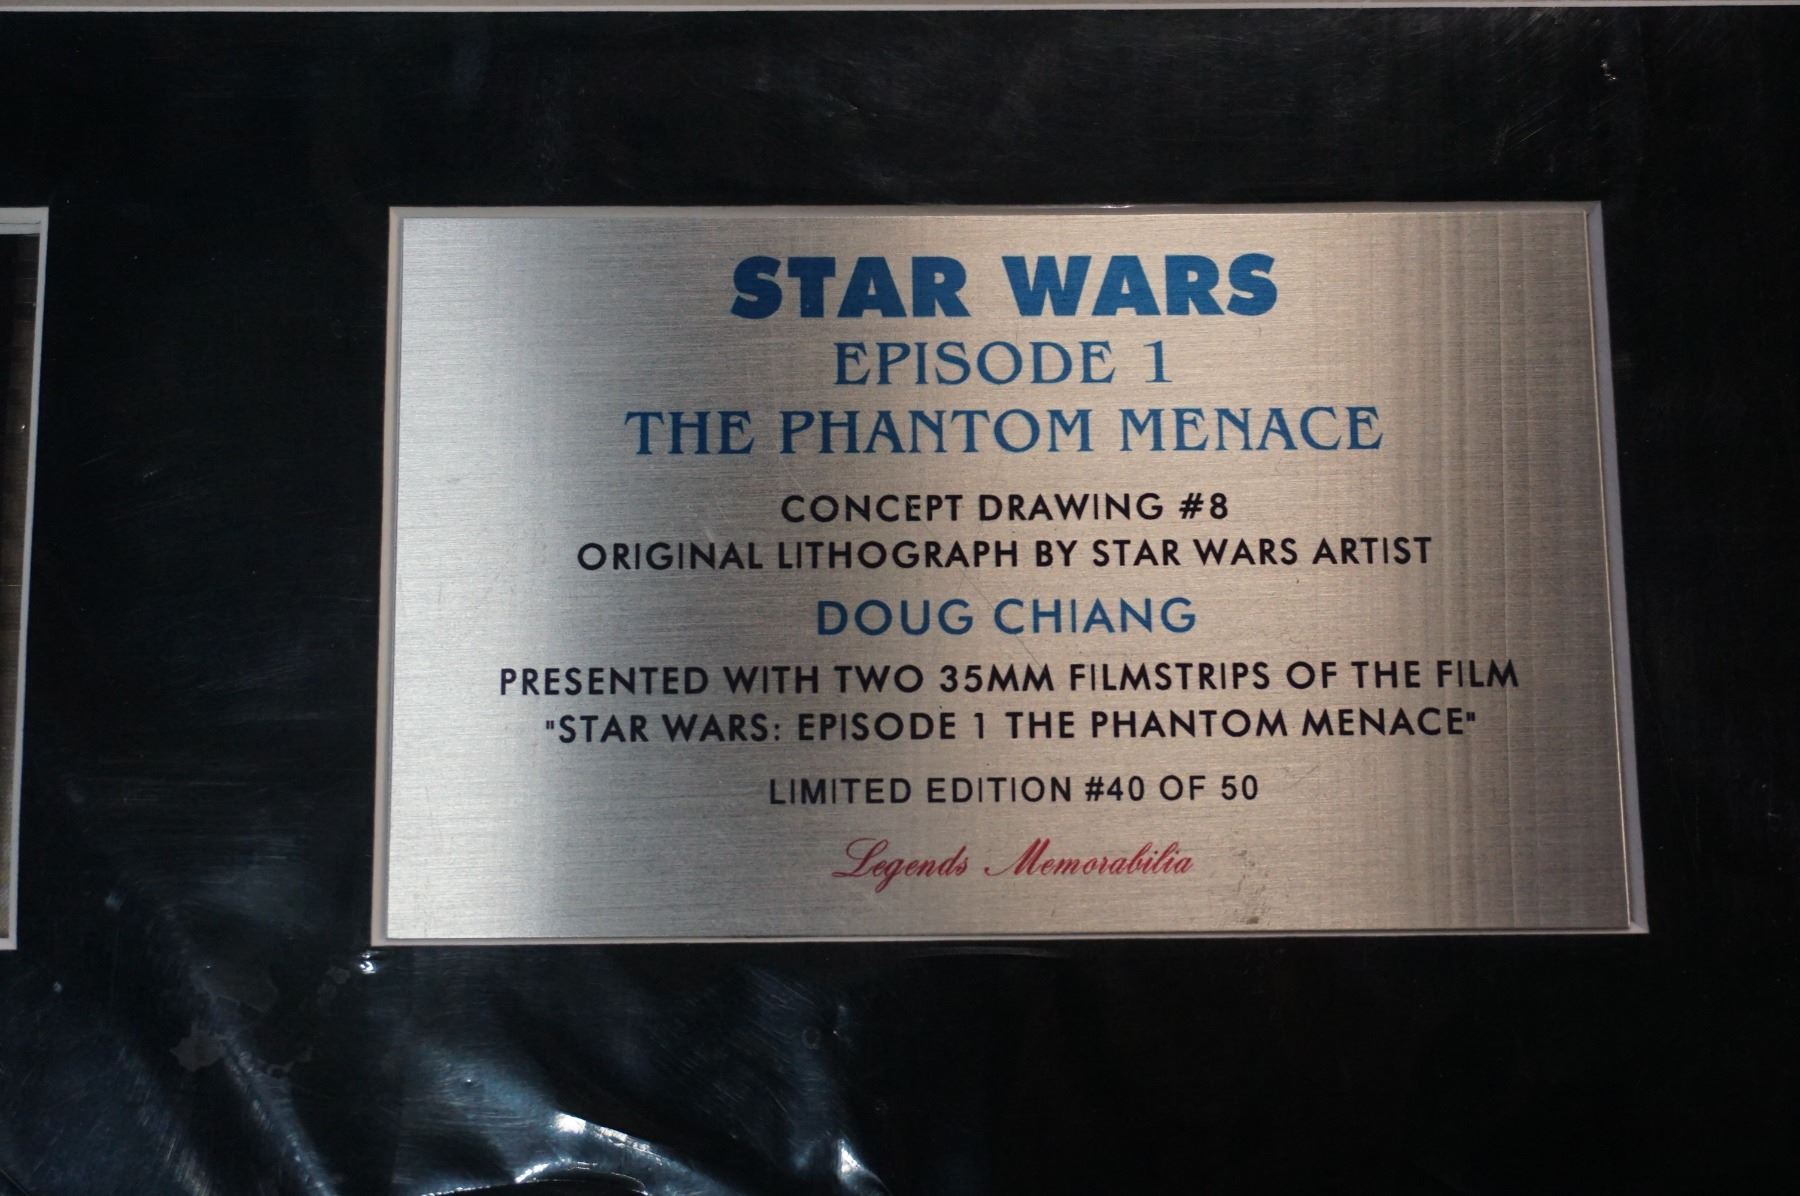 STAR WARS
EPISODE 1
THE PHANTOM MENACE
CONCEPT DRAWING #8
ORIGINAL LITHOGRAPH BY STAR WARS ARTIST
DOUG CHIANG
PRESENTED WITH TWO 35MM FILMSTRIPS OF THE FILM
"STAR WARS: EPISODE 1 THE PHANTOM MENACE"
LIMITED EDITION #40 OF 50
Legends Memorabilia